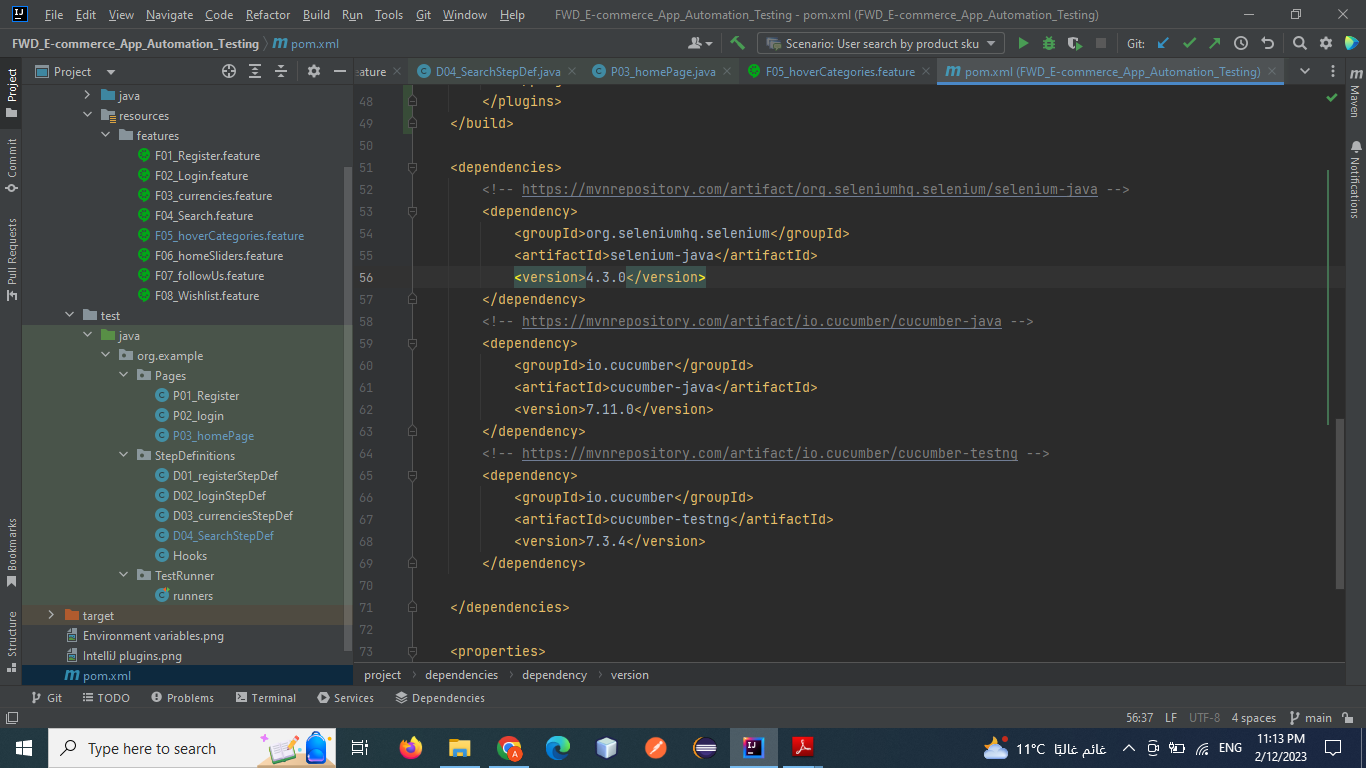 File Edit View Navigate Code Refactor Build Run Tools Git Window Help FWD_E-commerce_App_Automation_Testing - pom.xml (FWD_E-commerce_App_Automation_Testing)
FWD_E-commerce_App_Automation_Testing pom.xml Scenario: User search by product sku Git:
Project
eature D04_SearchStepDef.java P03_homePage.java F05_hoverCategories.feature pom.xml (FWD_E-commerce_App_Automation_Testing)
Project
Commit
Pull Requests
Bookmarks
Structure
java
resources
features
F01_Register.feature
F02_Login.feature
F03_currencies.feature
F04_Search.feature
F05_hoverCategories.feature
F06_homeSliders.feature
F07_followUs.feature
F08_Wishlist.feature
test
java
org.example
Pages
P01_Register
P02_login
P03_homePage
StepDefinitions
D01_registerStepDef
D02_loginStepDef
D03_currenciesStepDef
D04_SearchStepDef
Hooks
TestRunner
runners
target
Environment variables.png
IntelliJ plugins.png
pom.xml
48 </plugins>
49 </build>
50
51 <dependencies>
52 <!-- https://mvnrepository.com/artifact/org.seleniumhq.selenium/selenium-java -->
53 <dependency>
54 <groupId>org.seleniumhq.selenium</groupId>
55 <artifactId>selenium-java</artifactId>
56 <version>4.3.0</version>
57 </dependency>
58 <!-- https://mvnrepository.com/artifact/io.cucumber/cucumber-java -->
59 <dependency>
60 <groupId>io.cucumber</groupId>
61 <artifactId>cucumber-java</artifactId>
62 <version>7.11.0</version>
63 </dependency>
64 <!-- https://mvnrepository.com/artifact/io.cucumber/cucumber-testng -->
65 <dependency>
66 <groupId>io.cucumber</groupId>
67 <artifactId>cucumber-testng</artifactId>
68 <version>7.3.4</version>
69 </dependency>
70
71 </dependencies>
72
73 <properties>
Maven
Notifications
project dependencies dependency version
Git TODO Problems Terminal Services Dependencies
56:37 LF UTF-8 4 spaces main
Type here to search
11°C غائم غالبًا
ENG
11:13 PM
2/12/2023